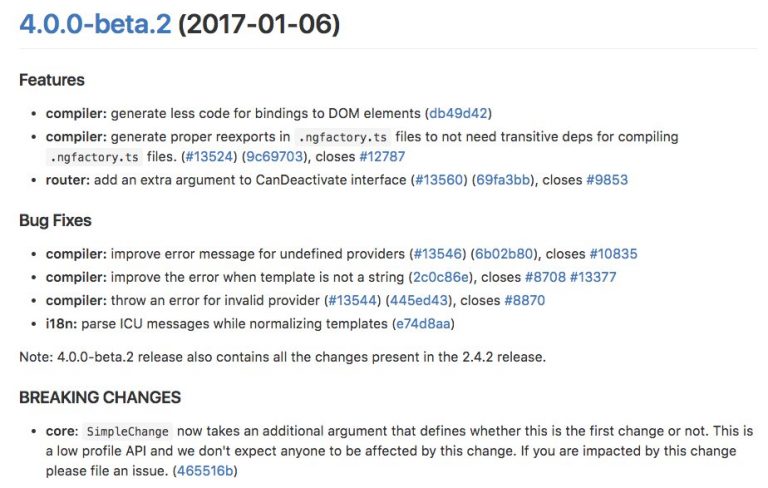 4.0.0-beta.2 (2017-01-06)
Features
• compiler: generate less code for bindings to DOM elements (db49d42)
• compiler: generate proper reexports in .ngfactory.ts files to not need transitive deps for compiling
.ngfactory.ts files. (#13524) (9c69703), closes #12787
• router: add an extra argument to CanDeactivate interface (#13560) (69fa3bb), closes #9853
Bug Fixes
• compiler: improve error message for undefined providers (#13546) (6b02b80), closes #10835
• compiler: improve the error when template is not a string (2c0c86e), closes #8708 #13377
• compiler: throw an error for invalid provider (#13544) (445ed43), closes #8870
• i18n: parse ICU messages while normalizing templates (e74d8aa)
Note: 4.0.0-beta.2 release also contains all the changes present in the 2.4.2 release.
BREAKING CHANGES
• core: SimpleChange now takes an additional argument that defines whether this is the first change or not. This is
a low profile API and we don't expect anyone to be affected by this change. If you are impacted by this change
please file an issue. (465516b)